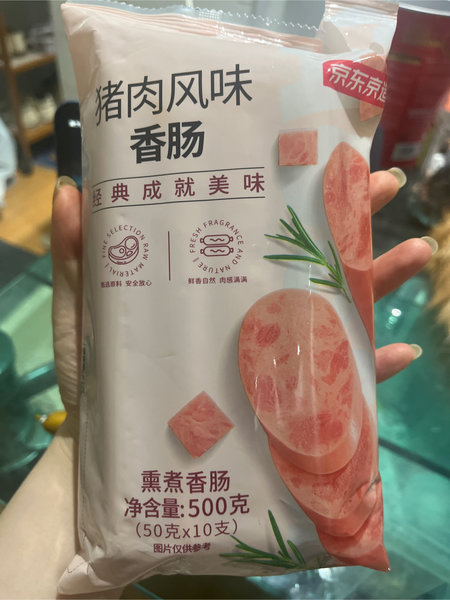 京东京造
猪肉风味
香肠
经典成就美味
FINE SELECTION RAW MATERIAL
FRESH FRAGRANCE AND NATURE
甄选原料 安全放心
鲜香自然 肉感满满
熏煮香肠
净含量:500克
(50克x10支)
图片仅供参考